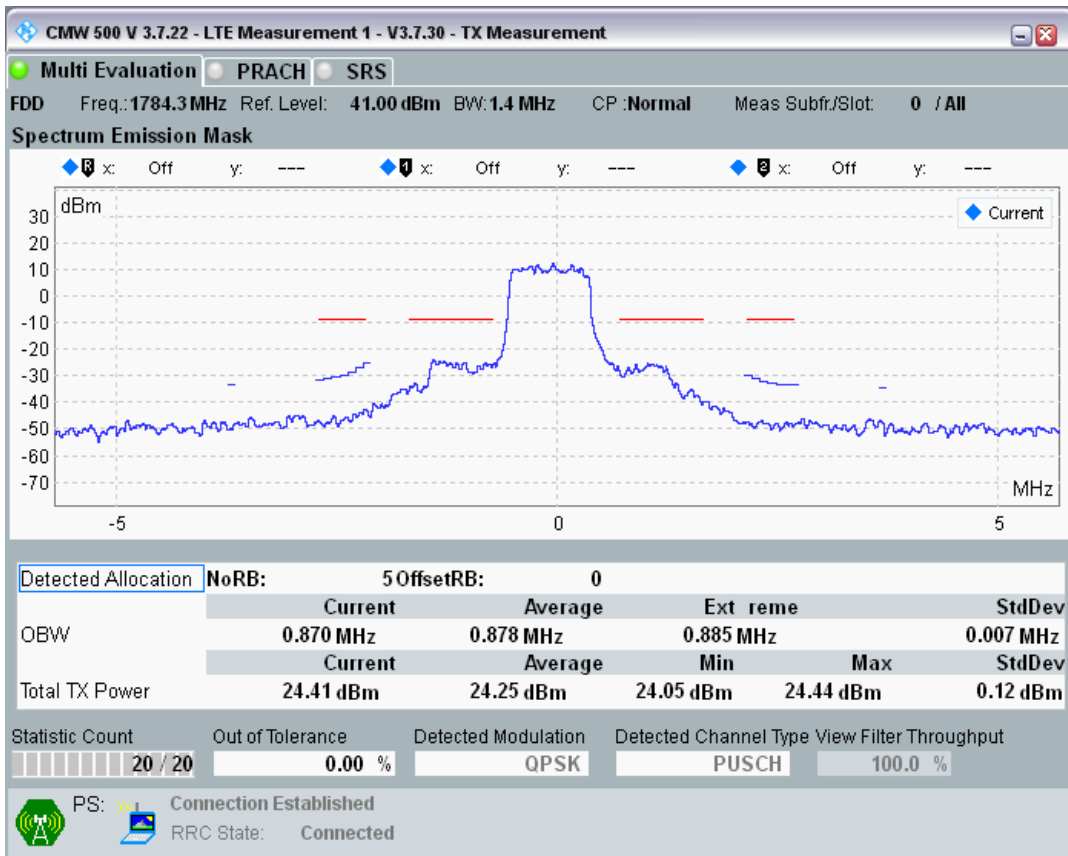 CMW 500 V 3.7.22 - LTE Measurement 1 - V3.7.30 - TX Measurement
Multi Evaluation PRACH SRS
FDD Freq.:1784.3 MHz Ref. Level: 41.00 dBm BW:1.4 MHz CP :Normal Meas Subfr./Slot: 0 / All
Spectrum Emission Mask
R x: Off y: --- 1 x: Off y: --- 2 x: Off y: ---
dBm
Current
30
20
10
0
-10
-20
-30
-40
-50
-60
-70
MHz
-5 0 5
Detected Allocation NoRB: 5 OffsetRB: 0
Current Average Ext reme StdDev
OBW 0.870 MHz 0.878 MHz 0.885 MHz 0.007 MHz
Current Average Min Max StdDev
Total TX Power 24.41 dBm 24.25 dBm 24.05 dBm 24.44 dBm 0.12 dBm
Statistic Count Out of Tolerance Detected Modulation Detected Channel Type View Filter Throughput
20 / 20 0.00 % QPSK PUSCH 100.0 %
PS: Connection Established
RRC State: Connected